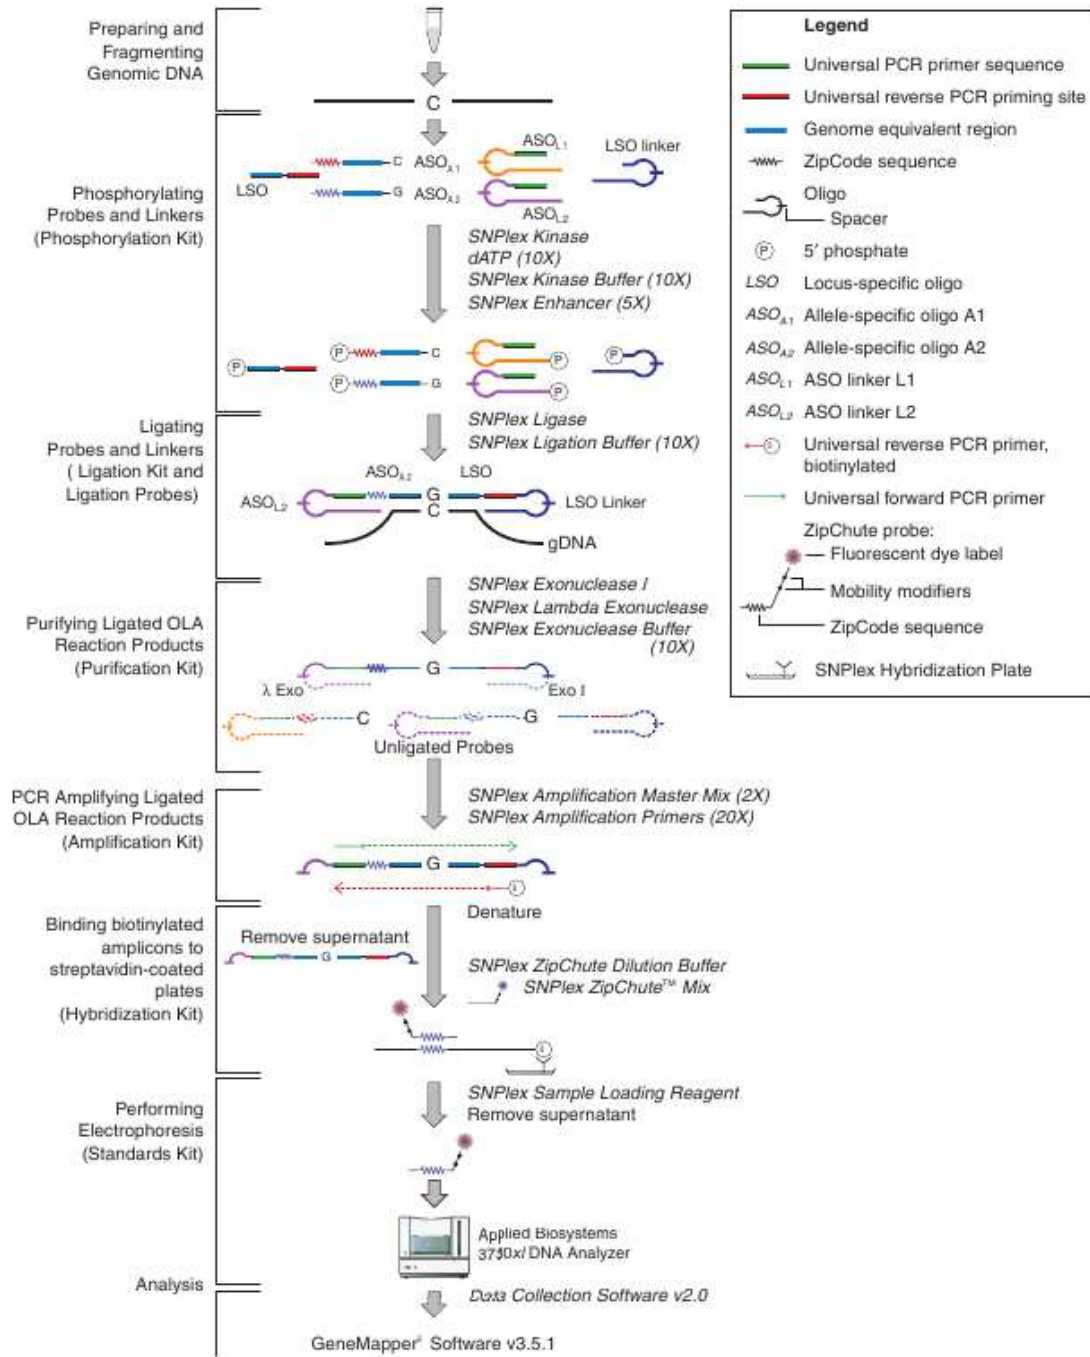 Preparing and
Fragmenting
Genomic DNA
C
Phosphorylating
Probes and Linkers
(Phosphorylation Kit)
LSO
C
G
ASOA1
ASOA2
ASOL1
ASOL2
LSO linker
SNPlex Kinase
dATP (10X)
SNPlex Kinase Buffer (10X)
SNPlex Enhancer (5X)
P
P
C
P
G
P
P
P
Ligating
Probes and Linkers
( Ligation Kit and
Ligation Probes)
SNPlex Ligase
SNPlex Ligation Buffer (10X)
ASOA2
LSO
ASOL2
G
C
LSO Linker
gDNA
Purifying Ligated OLA
Reaction Products
(Purification Kit)
SNPlex Exonuclease I
SNPlex Lambda Exonuclease
SNPlex Exonuclease Buffer
(10X)
G
λ Exo
Exo I
C
G
Unligated Probes
PCR Amplifying Ligated
OLA Reaction Products
(Amplification Kit)
SNPlex Amplification Master Mix (2X)
SNPlex Amplification Primers (20X)
G
Denature
Binding biotinylated
amplicons to
streptavidin-coated
plates
(Hybridization Kit)
Remove supernatant
G
SNPlex ZipChute Dilution Buffer
SNPlex ZipChute™ Mix
Performing
Electrophoresis
(Standards Kit)
SNPlex Sample Loading Reagent
Remove supernatant
Applied Biosystems
3730xl DNA Analyzer
Analysis
Data Collection Software v2.0
GeneMapper Software v3.5.1
Legend
Universal PCR primer sequence
Universal reverse PCR priming site
Genome equivalent region
ZipCode sequence
Oligo
Spacer
P 5′ phosphate
LSO Locus-specific oligo
ASOA1 Allele-specific oligo A1
ASOA2 Allele-specific oligo A2
ASOL1 ASO linker L1
ASOL2 ASO linker L2
Universal reverse PCR primer,
biotinylated
Universal forward PCR primer
ZipChute probe:
Fluorescent dye label
Mobility modifiers
ZipCode sequence
SNPlex Hybridization Plate